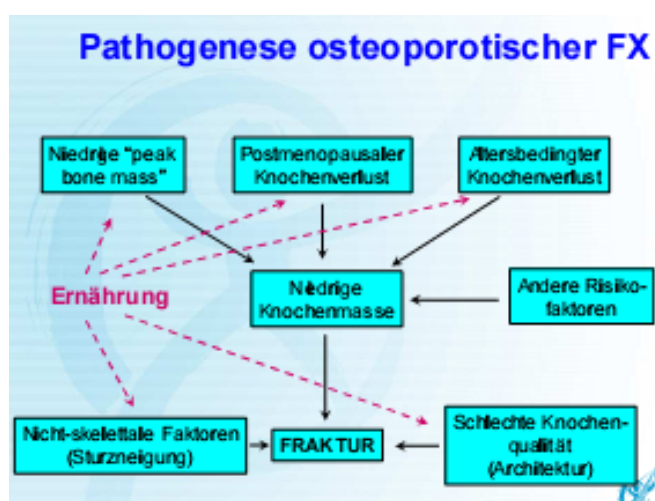 Pathogenese osteoporotischer FX
Niedrige "peak
bone mass"
Postmenopausaler
Knochenverlust
Altersbedingter
Knochenverlust
Ernährung
Niedrige
Knochenmasse
Andere Risiko-
faktoren
Nicht-skelettale Faktoren
(Sturzneigung)
FRAKTUR
Schlechte Knochen-
qualität
(Architektur)